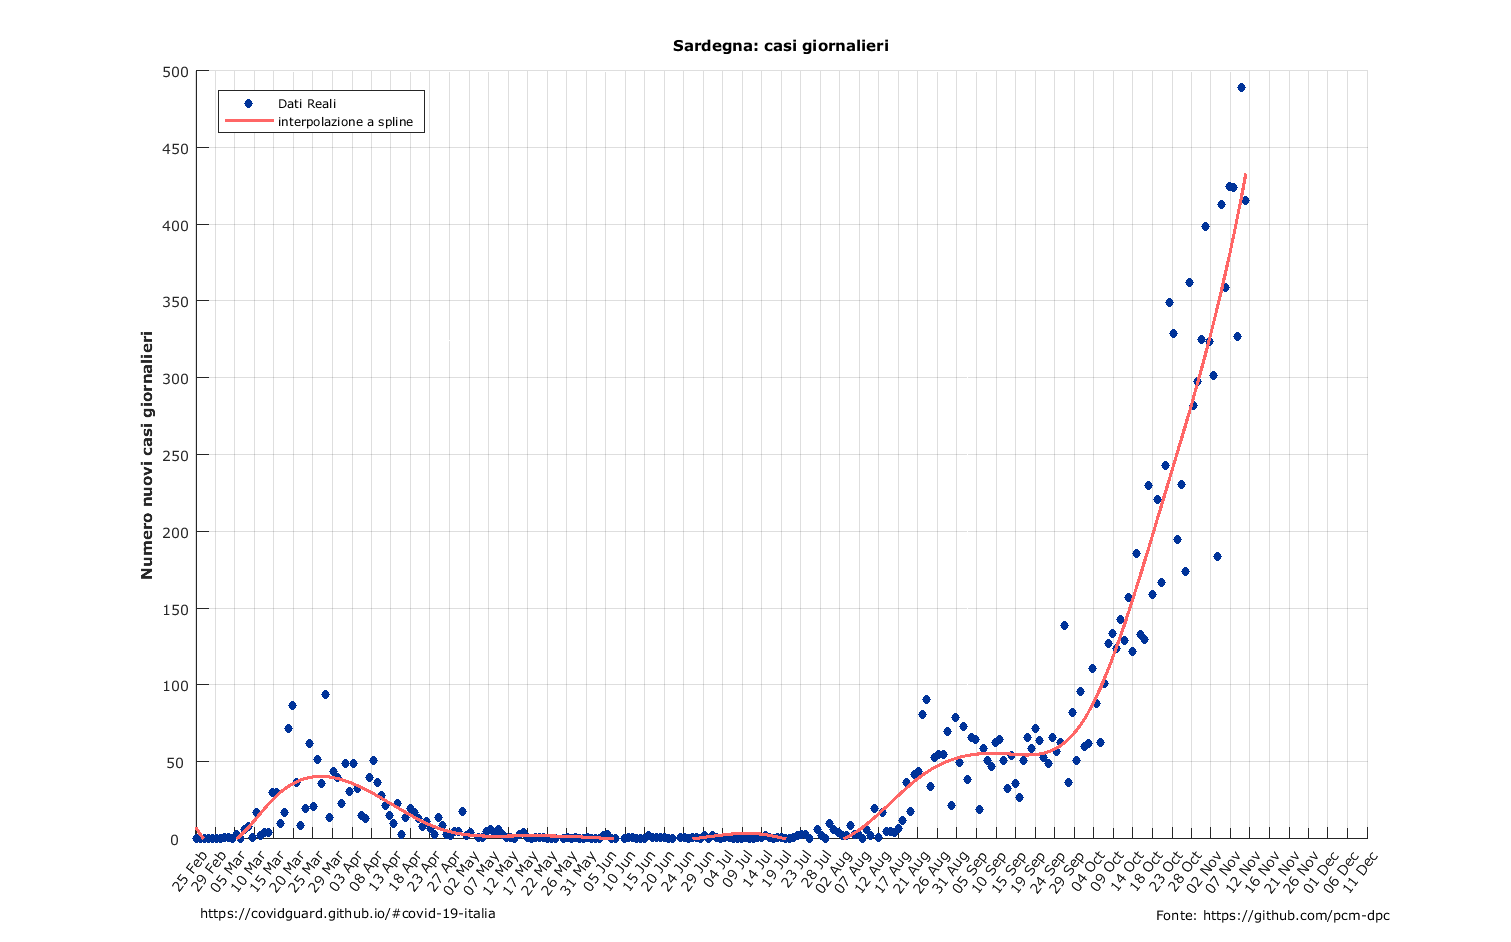 Sardegna: casi giornalieri
Dati Reali
interpolazione a spline
Numero nuovi casi giornalieri
500
450
400
350
300
250
200
150
100
50
0
25 Feb
29 Feb
05 Mar
10 Mar
15 Mar
20 Mar
25 Mar
29 Mar
03 Apr
08 Apr
13 Apr
18 Apr
23 Apr
27 Apr
02 May
07 May
12 May
17 May
22 May
26 May
31 May
05 Jun
10 Jun
15 Jun
20 Jun
24 Jun
29 Jun
04 Jul
09 Jul
14 Jul
19 Jul
23 Jul
28 Jul
02 Aug
07 Aug
12 Aug
17 Aug
21 Aug
26 Aug
31 Aug
05 Sep
10 Sep
15 Sep
19 Sep
24 Sep
29 Sep
04 Oct
09 Oct
14 Oct
18 Oct
23 Oct
28 Oct
02 Nov
07 Nov
12 Nov
16 Nov
21 Nov
26 Nov
01 Dec
06 Dec
11 Dec
https://covidguard.github.io/#covid-19-italia
Fonte: https://github.com/pcm-dpc